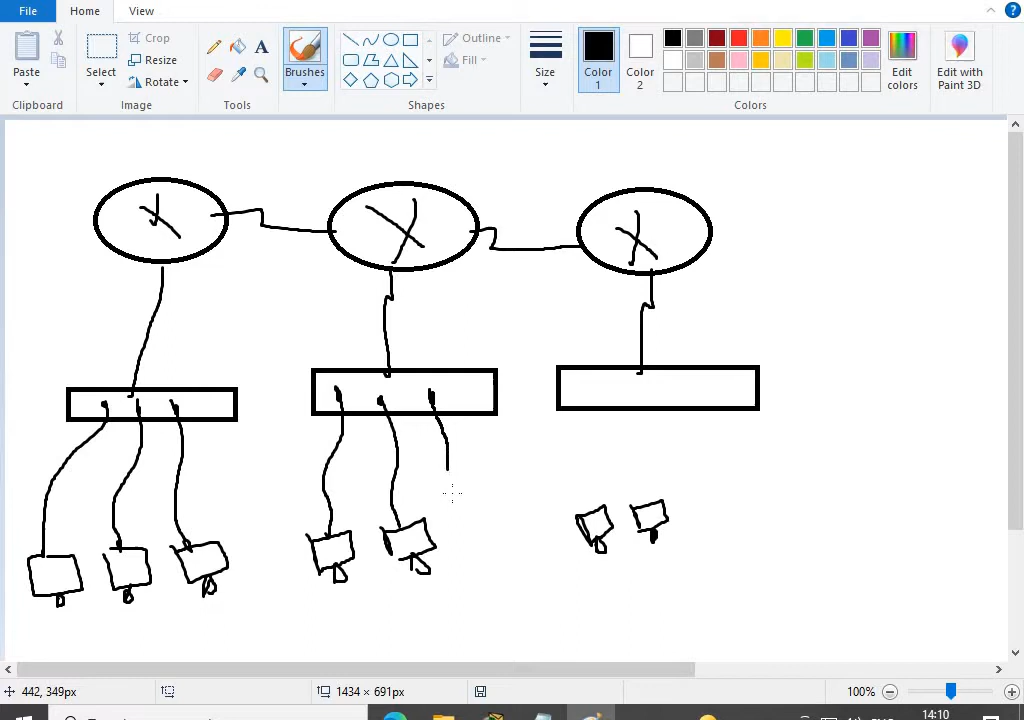 File Home View
Paste
Clipboard
Select
Crop
Resize
Rotate
Image
A
Tools
Brushes
Outline
Fill
Shapes
Size
Color 1
Color 2
Edit colors
Colors
Edit with Paint 3D
442, 349px
1434 × 691px
100%
14:10